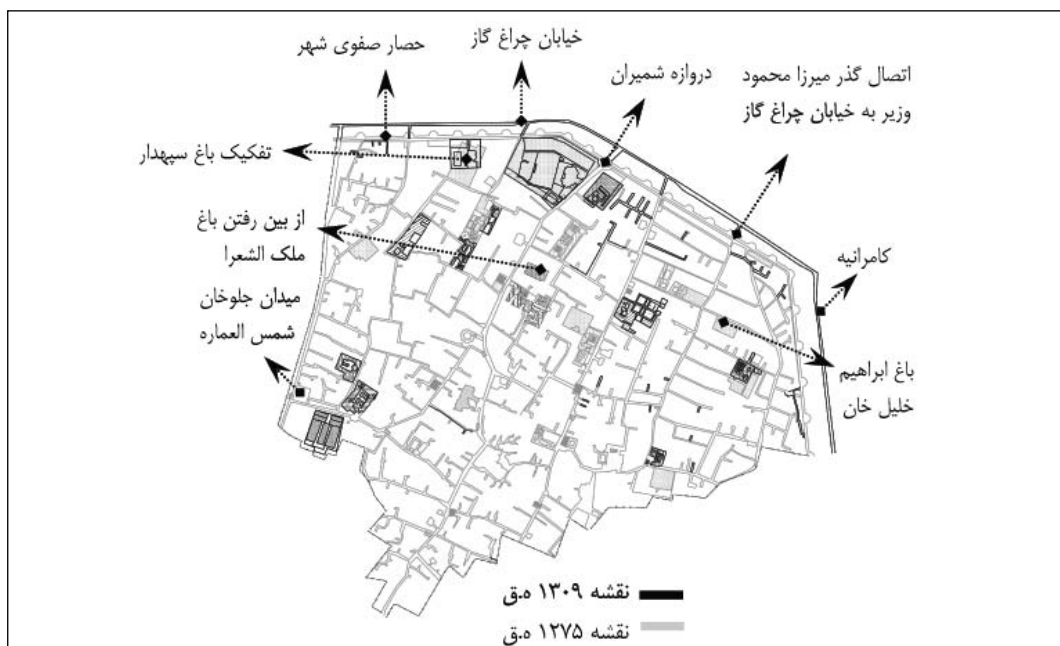 خیابان چراغ گاز
حصار صفوی شهر
دروازه شمیران
اتصال گذر میرزا محمود
وزیر به خیابان چراغ گاز
تفکیک باغ سپهدار
از بین رفتن باغ
ملک الشعرا
کامرانیه
میدان جلوخان
شمس العماره
باغ ابراهیم
خلیل خان
نقشه ۱۳۰۹ ه.ق
نقشه ۱۲۷۵ ه.ق